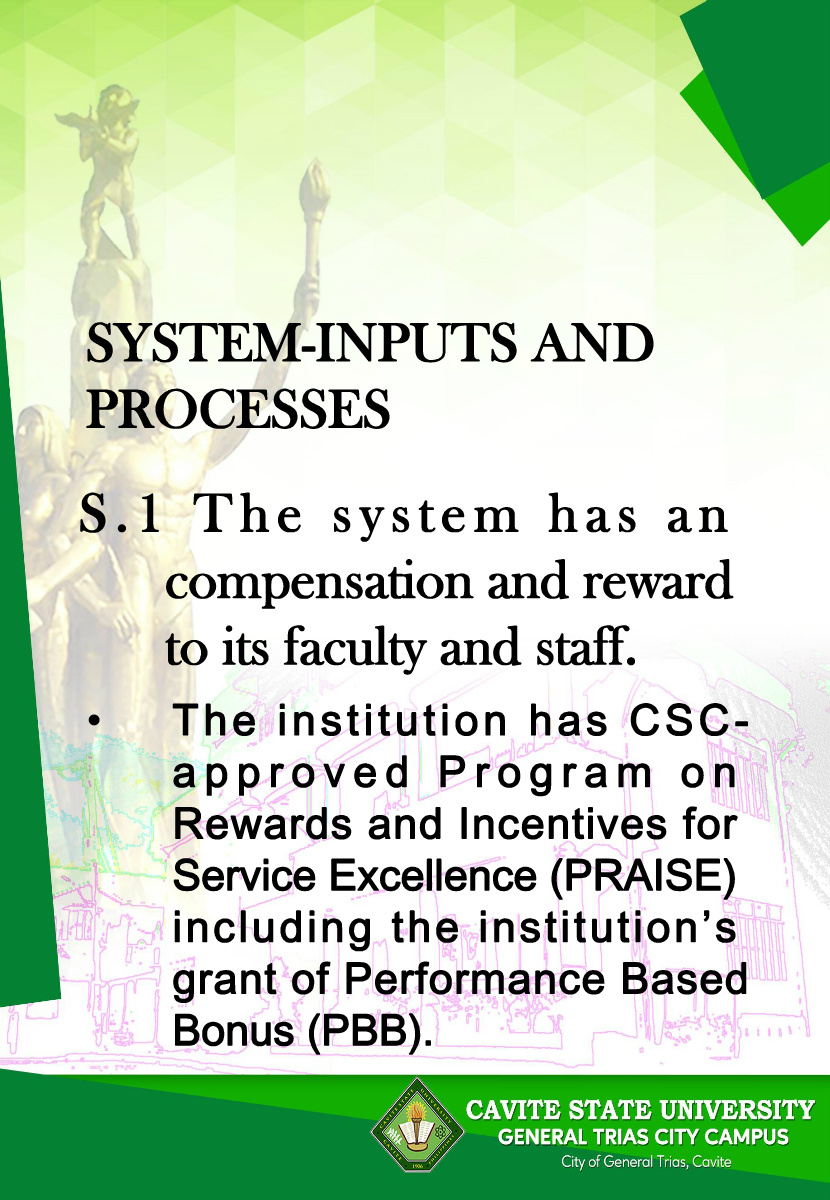 SYSTEM-INPUTS AND
PROCESSES
S.1 The system has an
compensation and reward
to its faculty and staff.
• The institution has CSC-
approved Program on
Rewards and Incentives for
Service Excellence (PRAISE)
including the institution's
grant of Performance Based
Bonus (PBB).
CAVITE STATE UNIVERSITY
GENERAL TRIAS CITY CAMPUS
City of General Trias, Cavite
1906